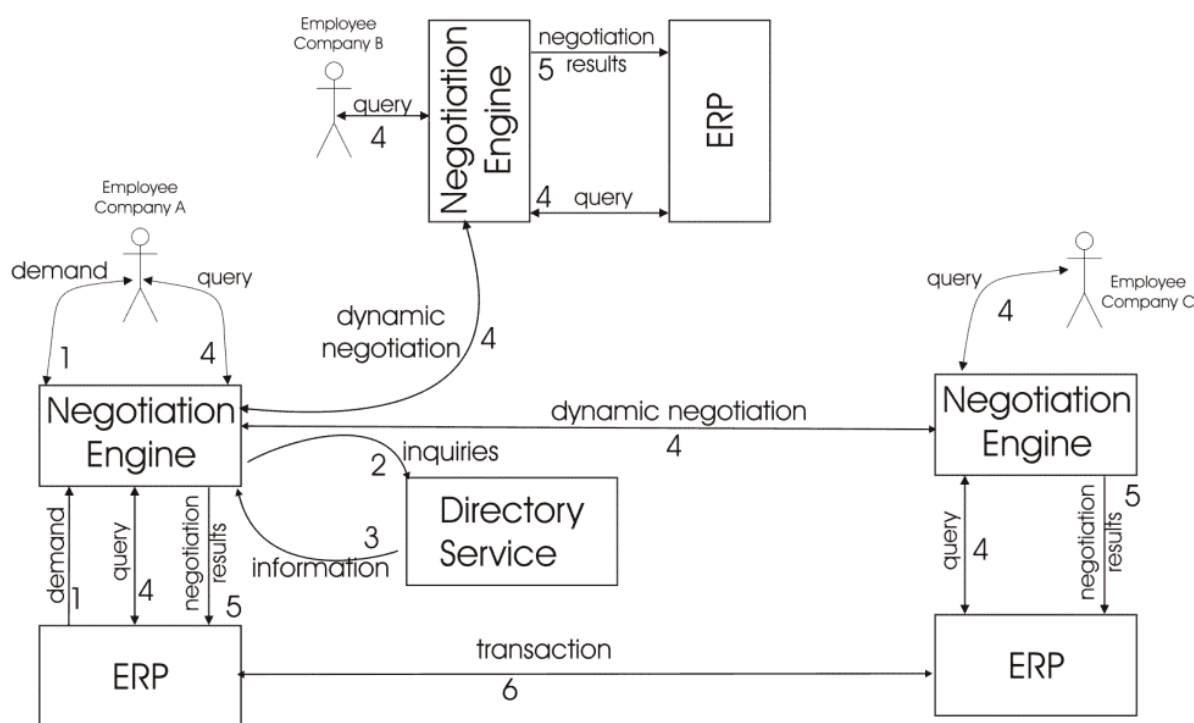 Employee
Company B
negotiation
5 results
Negotiation
Engine
ERP
query
4
4 query
Employee
Company A
demand
query
1
4
dynamic
negotiation
4
query
4
Employee
Company C
Negotiation
Engine
dynamic negotiation
4
Negotiation
Engine
2 inquiries
Directory
Service
3
information
demand
1
query
4
negotiation
results
5
query
4
negotiation
results
5
ERP
transaction
6
ERP